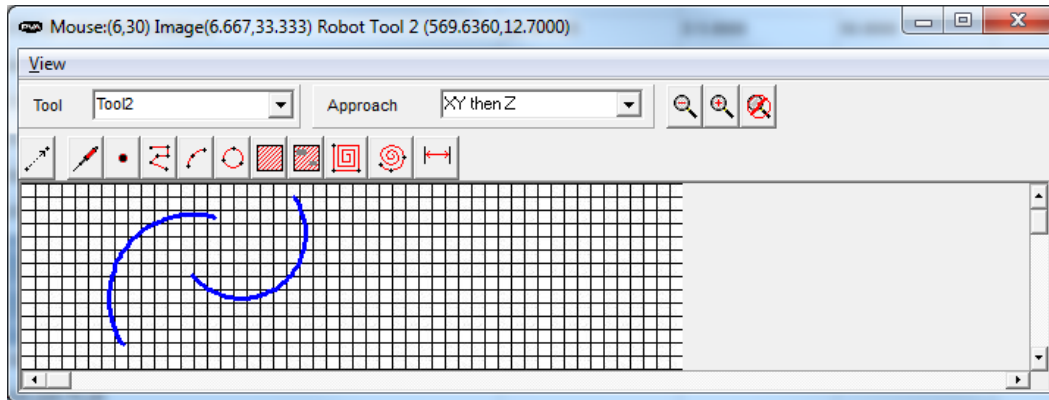 PVA Mouse:(6,30) Image(6.667,33.333) Robot Tool 2 (569.6360,12.7000)
View
Tool Tool2 Approach XY then Z